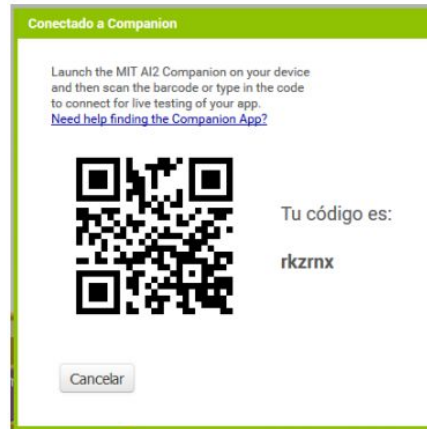 Conectado a Companion
Launch the MIT AI2 Companion on your device
and then scan the barcode or type in the code
to connect for live testing of your app.
Need help finding the Companion App?
Tu código es:
rkzrnx
Cancelar